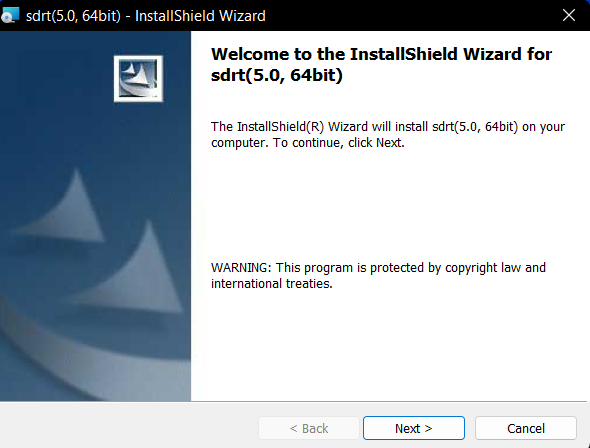 sdrt(5.0, 64bit) - InstallShield Wizard
Welcome to the InstallShield Wizard for
sdrt(5.0, 64bit)
The InstallShield(R) Wizard will install sdrt(5.0, 64bit) on your
computer. To continue, click Next.
WARNING: This program is protected by copyright law and
international treaties.
< Back
Next >
Cancel